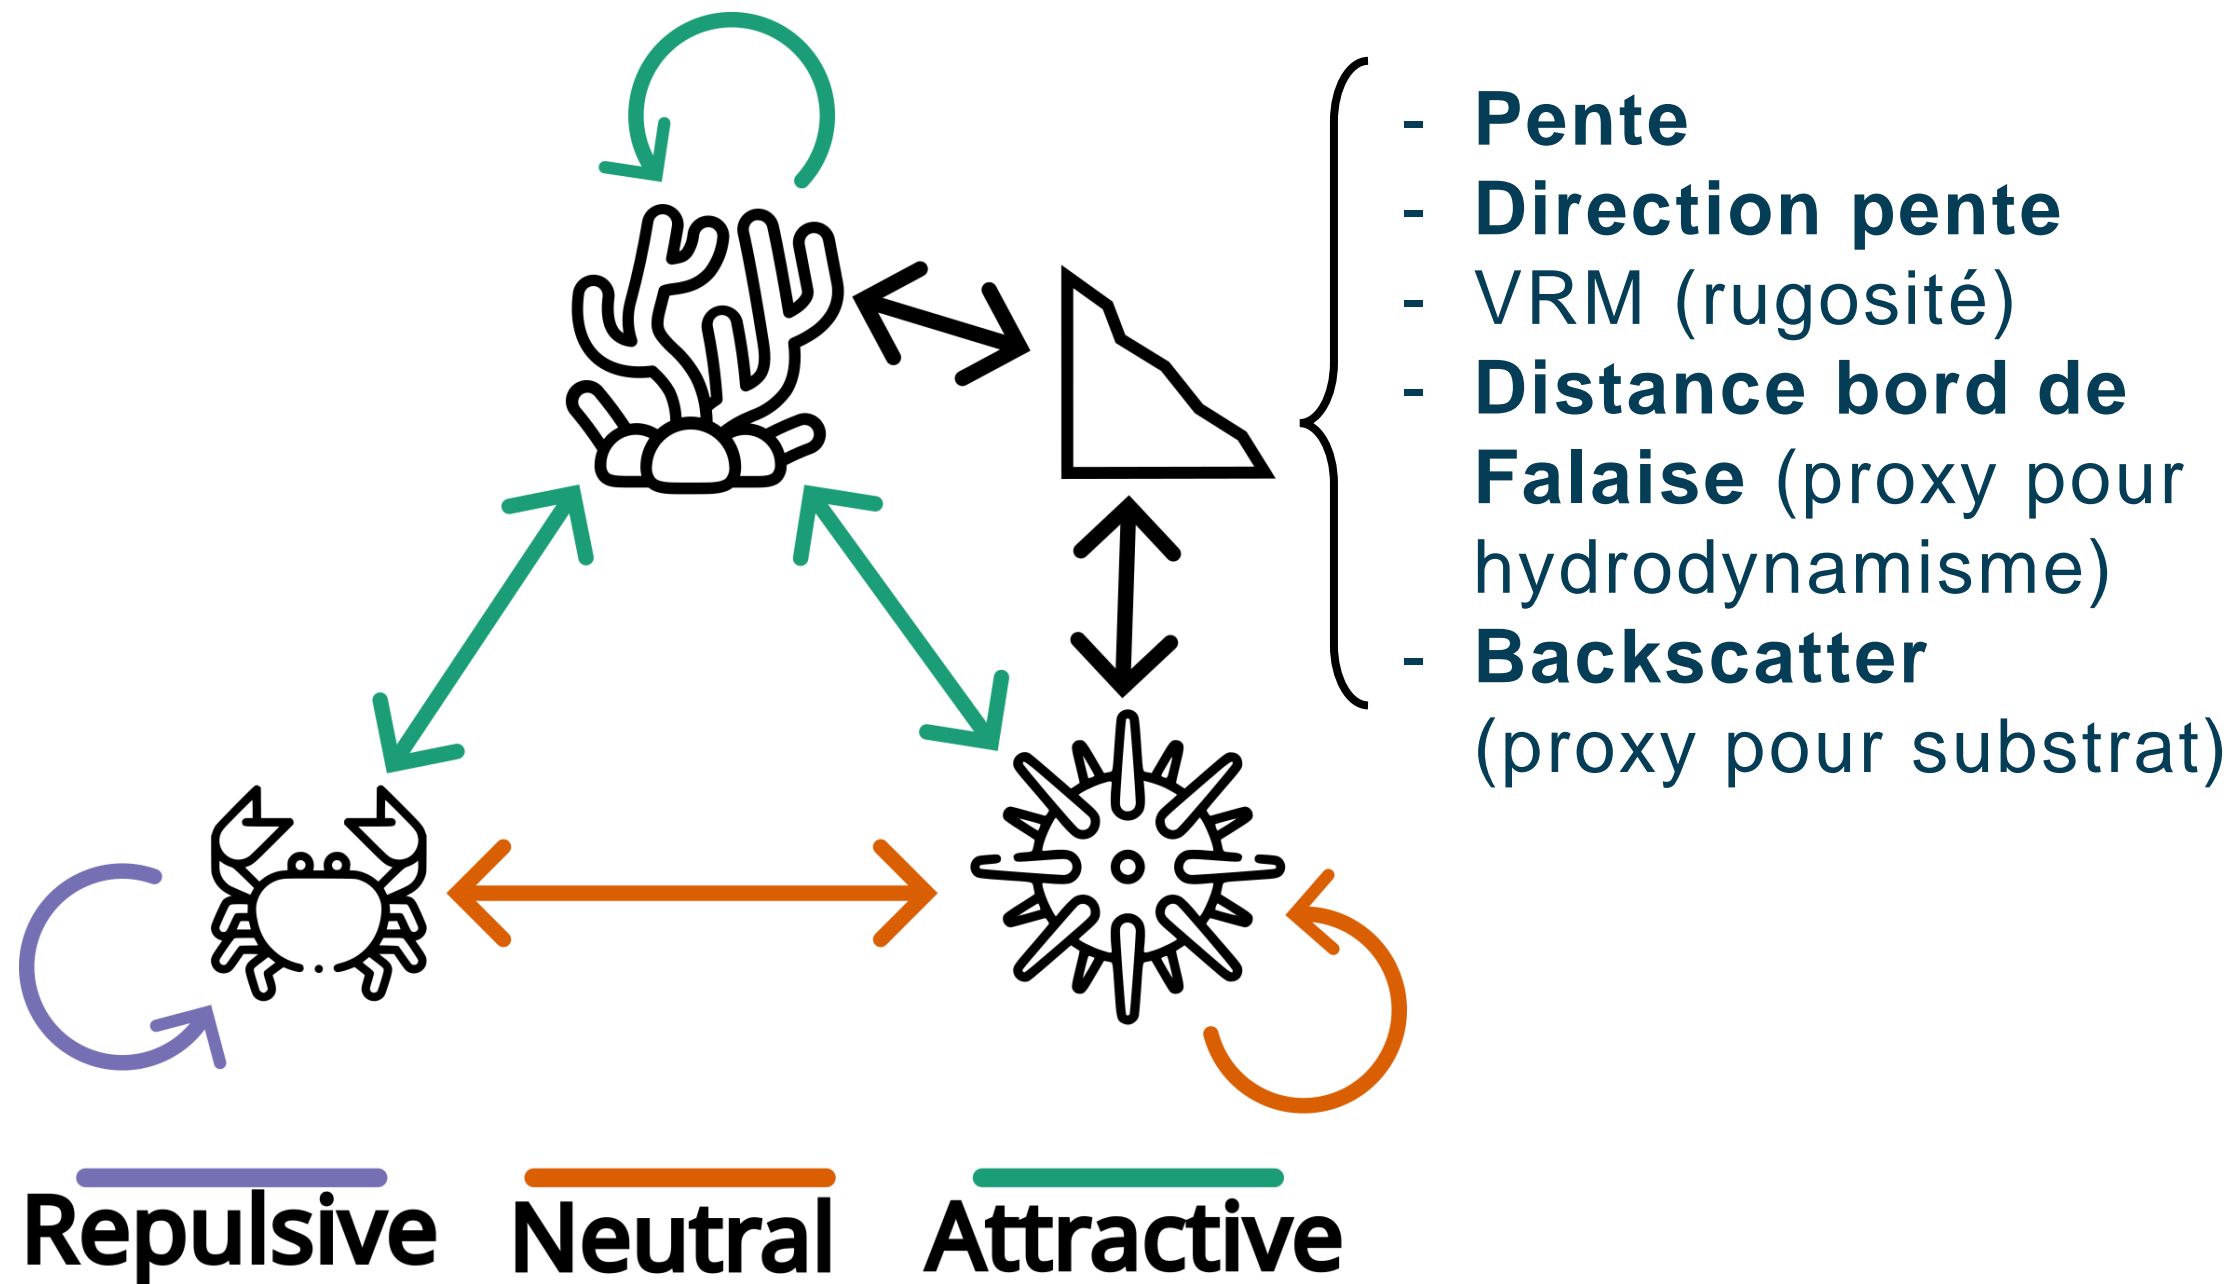 - Pente
- Direction pente
- VRM (rugosité)
- Distance bord de
Falaise (proxy pour
hydrodynamisme)
- Backscatter
(proxy pour substrat)
Repulsive Neutral Attractive